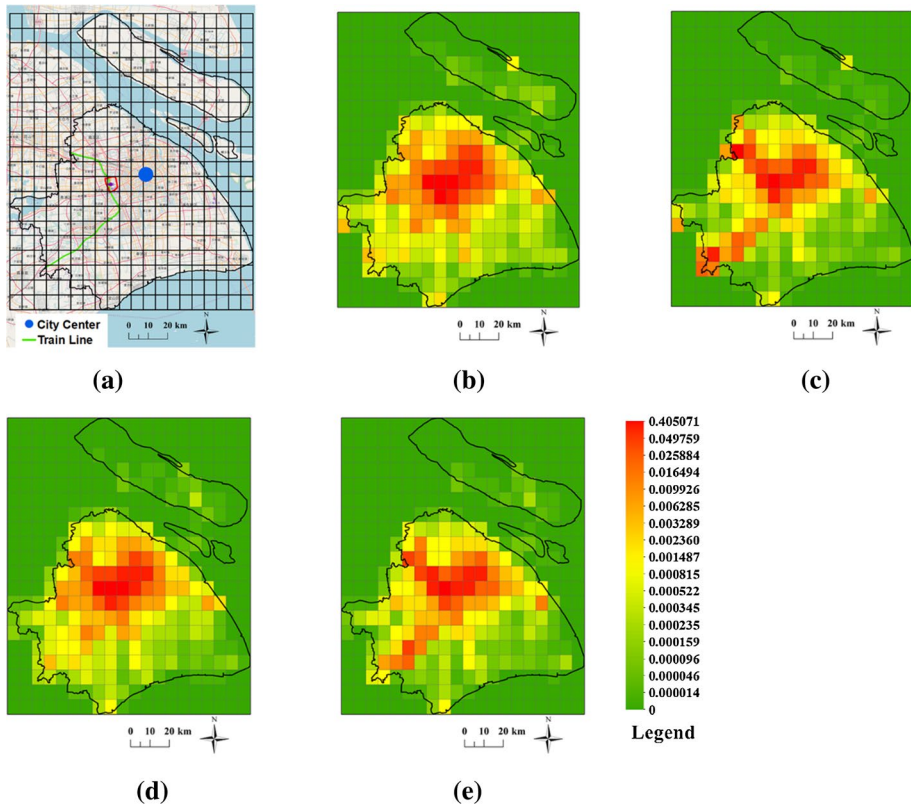 N
City Center
0 10 20 km
Train Line
(a)
N
0 10 20 km
(b)
N
0 10 20 km
(c)
N
0 10 20 km
(d)
N
0 10 20 km
(e)
0.405071
0.049759
0.025884
0.016494
0.009926
0.006285
0.003289
0.002360
0.001487
0.000815
0.000522
0.000345
0.000235
0.000159
0.000096
0.000046
0.000014
0
Legend